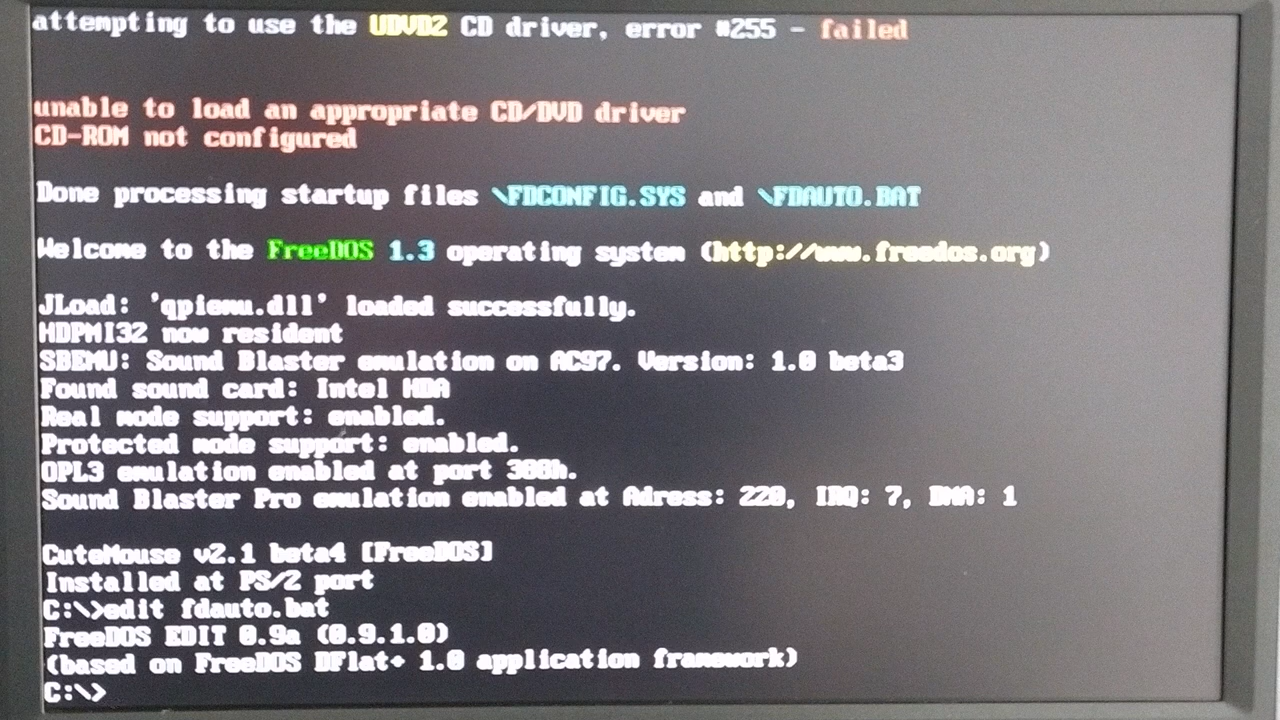 attempting to use the UDVD2 CD driver, error #255 - failed
unable to load an appropriate CD/DVD driver
CD-ROM not configured
Done processing startup files \FDCONFIG.SYS and \FDAUTO.BAT
Welcome to the FreeDOS 1.3 operating system (http://www.freedos.org)
JLoad: 'qpiemu.dll' loaded successfully.
HDPMI32 now resident
SBEMU: Sound Blaster emulation on AC97. Version: 1.0 beta3
Found sound card: Intel HDA
Real mode support: enabled.
Protected mode support: enabled.
OPL3 emulation enabled at port 388h.
Sound Blaster Pro emulation enabled at Adress: 220, IRQ: 7, DMA: 1
CuteMouse v2.1 beta4 [FreeDOS]
Installed at PS/2 port
C:\>edit fdauto.bat
FreeDOS EDIT 0.9a (0.9.1.0)
(based on FreeDOS DFlat+ 1.0 application framework)
C:\>